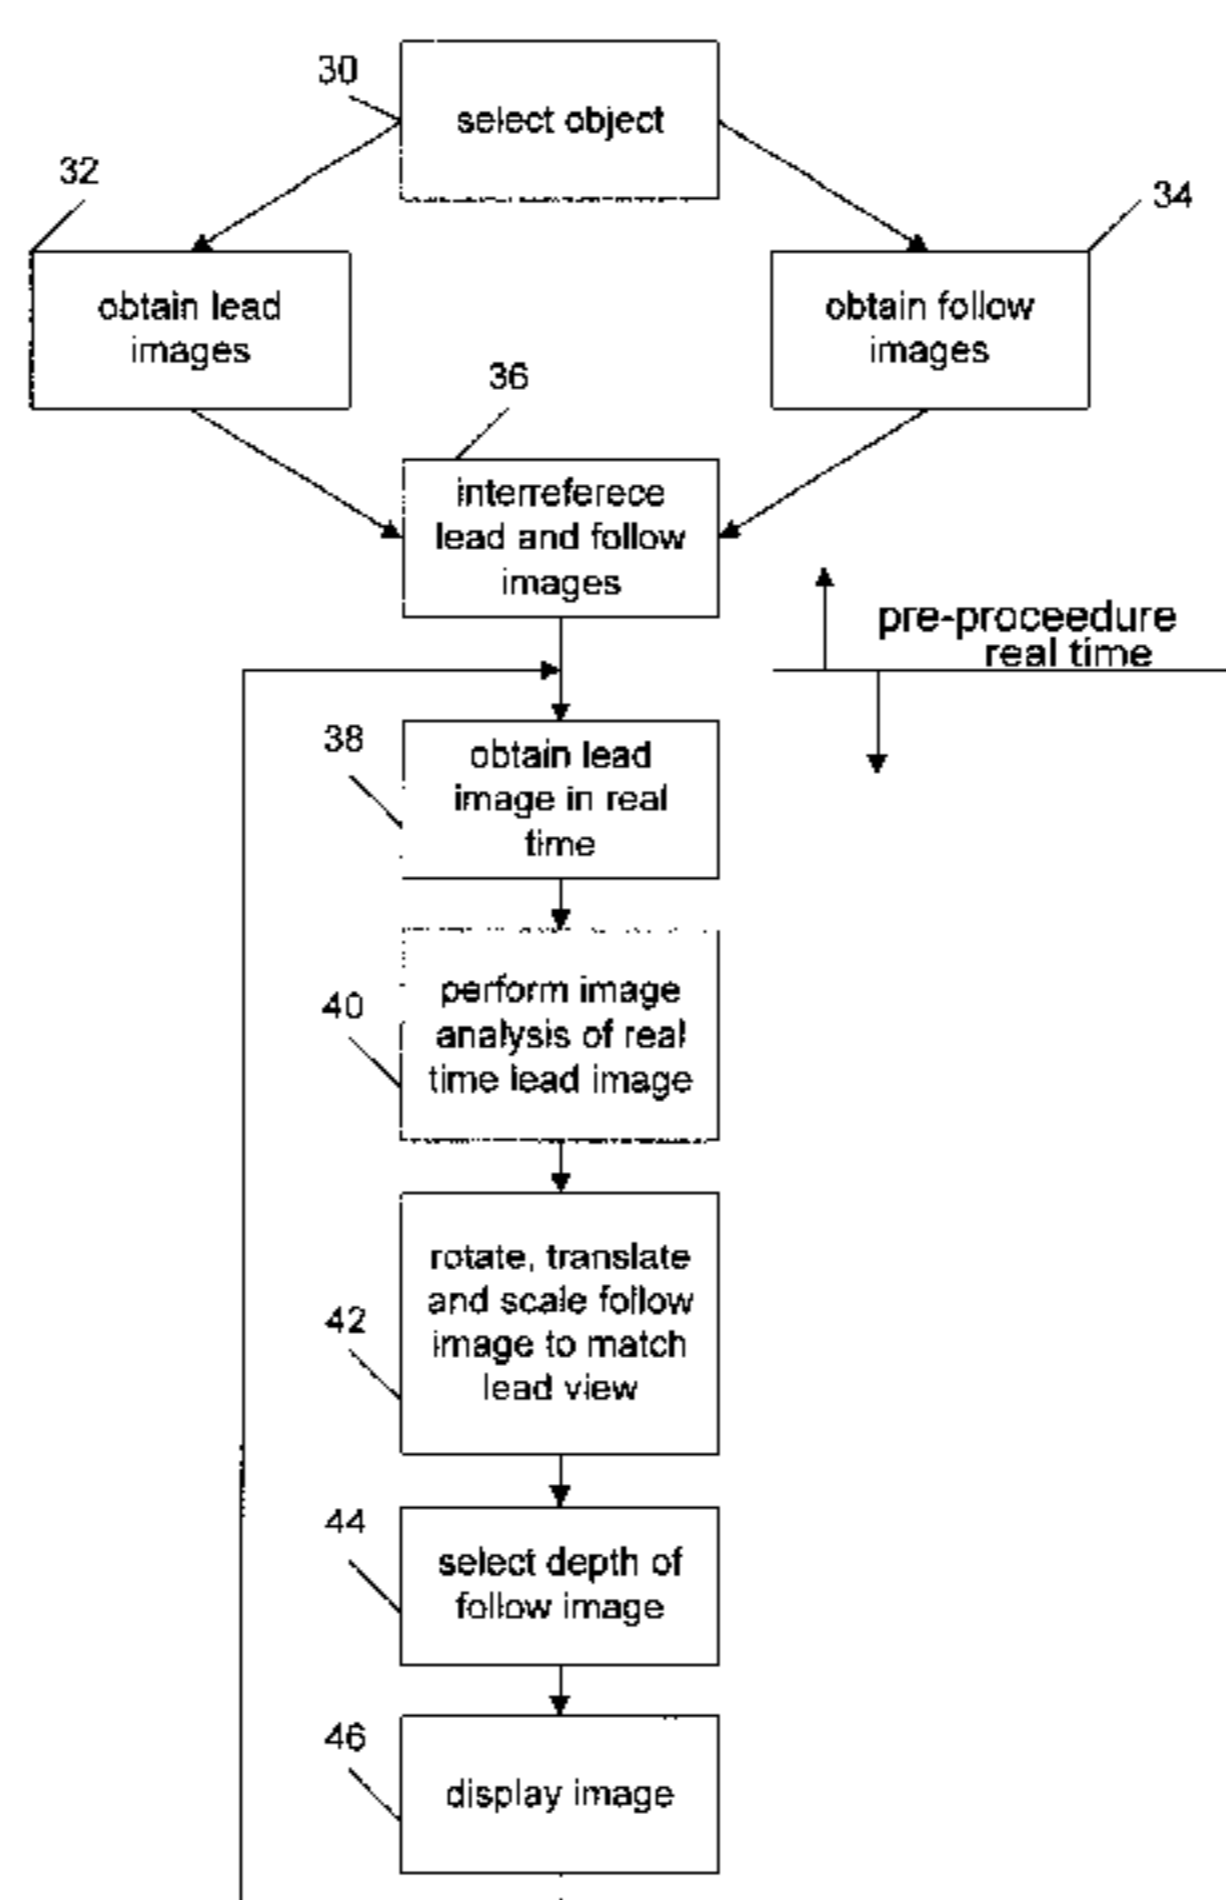 30
select object
32
34
obtain lead
images
obtain follow
images
36
interreferece
lead and follow
images
pre-proceedure
real time
38
obtain lead
image in real
time
40
perform image
analysis of real
time lead image
42
rotate, translate
and scale follow
image to match
lead view
44
select depth of
follow image
46
display image